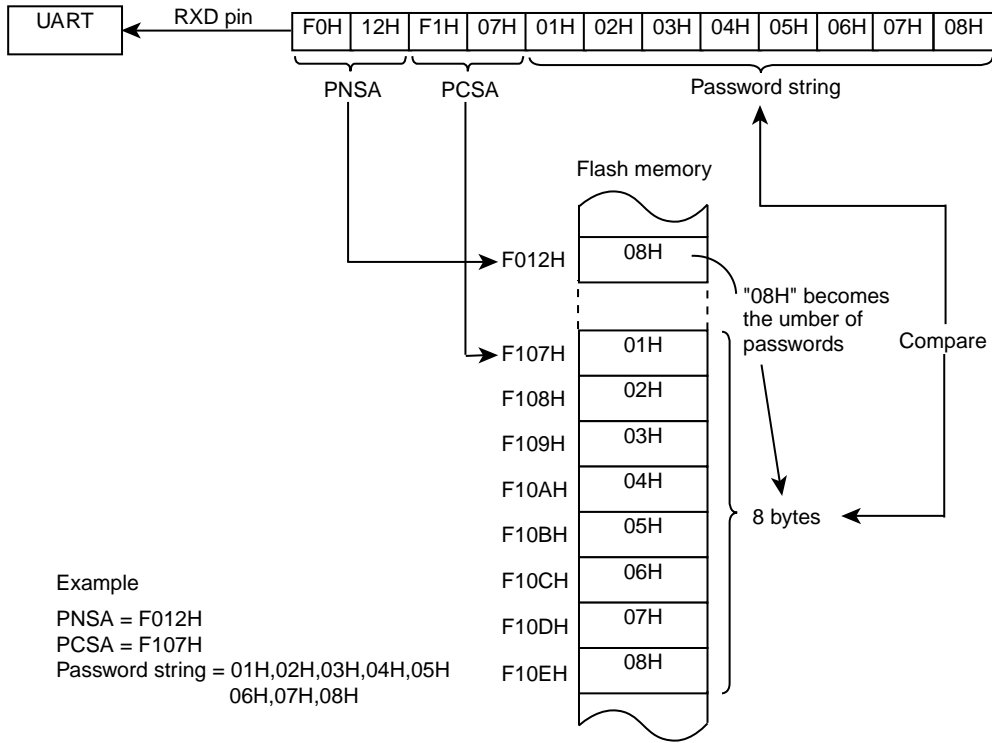 UART
RXD pin
F0H 12H F1H 07H 01H 02H 03H 04H 05H 06H 07H 08H
PNSA PCSA Password string
Flash memory
F012H 08H
"08H" becomes
the umber of
passwords
Compare
F107H 01H
F108H 02H
F109H 03H
F10AH 04H
F10BH 05H
8 bytes
F10CH 06H
F10DH 07H
F10EH 08H
Example
PNSA = F012H
PCSA = F107H
Password string = 01H,02H,03H,04H,05H
06H,07H,08H